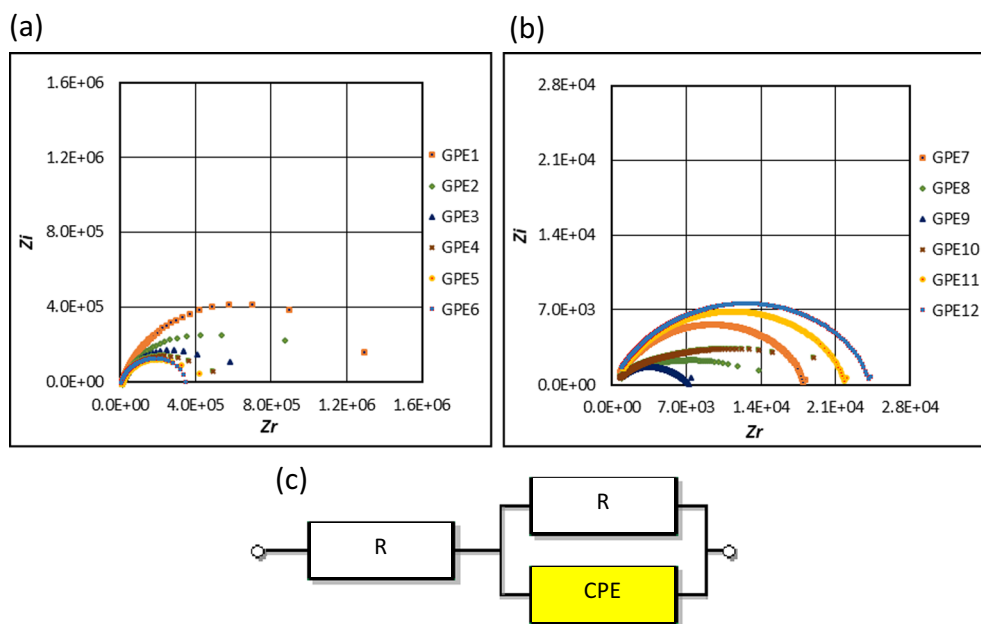 (a)
1.6E+06
1.2E+06
8.0E+05
4.0E+05
0.0E+00
Zi
0.0E+00 4.0E+05 8.0E+05 1.2E+06 1.6E+06
Zr
GPE1
GPE2
GPE3
GPE4
GPE5
GPE6
(b)
2.8E+04
2.1E+04
1.4E+04
7.0E+03
0.0E+00
Zi
0.0E+00 7.0E+03 1.4E+04 2.1E+04 2.8E+04
Zr
GPE7
GPE8
GPE9
GPE10
GPE11
GPE12
(c)
R
R
CPE